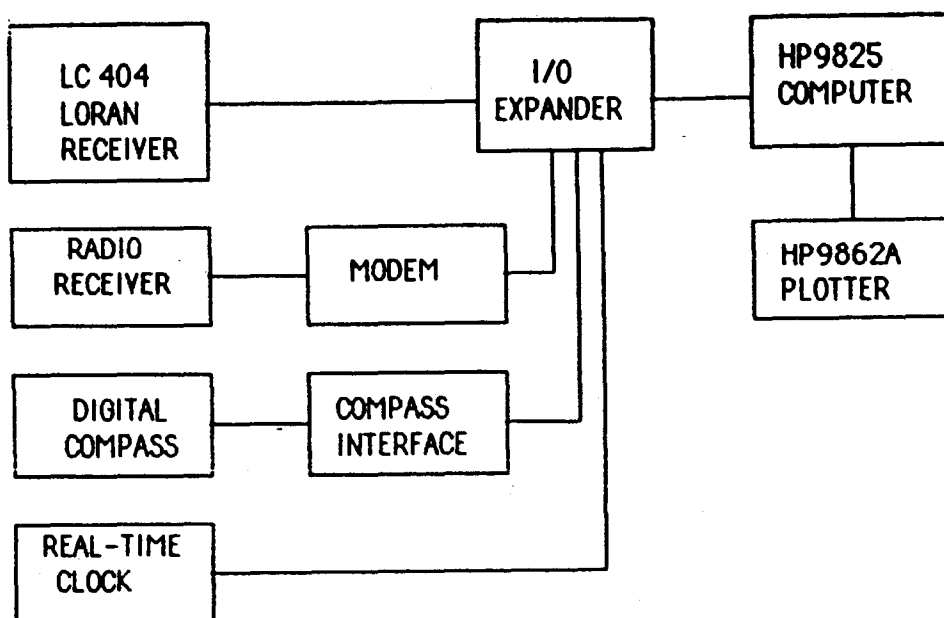 LC 404
LORAN
RECEIVER
I/O
EXPANDER
HP9825
COMPUTER
RADIO
RECEIVER
MODEM
HP9862A
PLOTTER
DIGITAL
COMPASS
COMPASS
INTERFACE
REAL-TIME
CLOCK